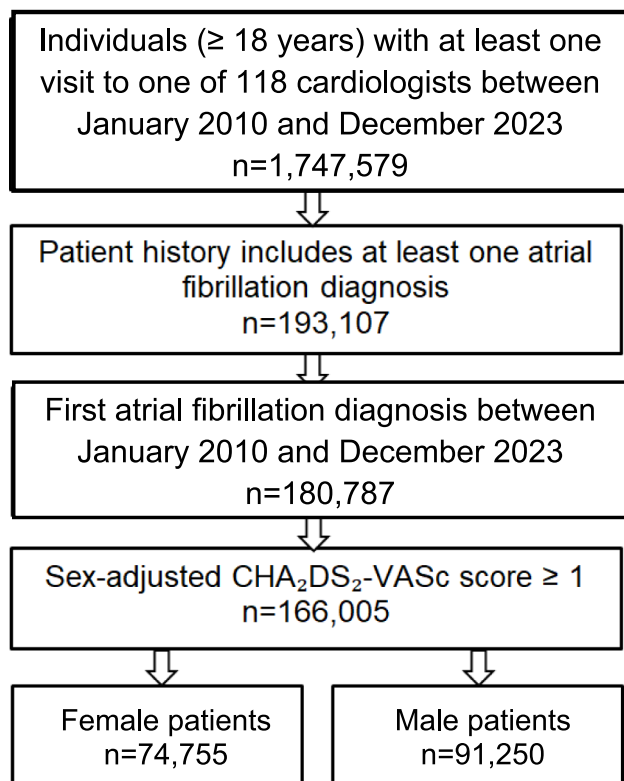 Individuals (≥ 18 years) with at least one
visit to one of 118 cardiologists between
January 2010 and December 2023
n=1,747,579
Patient history includes at least one atrial
fibrillation diagnosis
n=193,107
First atrial fibrillation diagnosis between
January 2010 and December 2023
n=180,787
Sex-adjusted CHA₂DS₂-VASc score ≥ 1
n=166,005
Female patients
n=74,755
Male patients
n=91,250